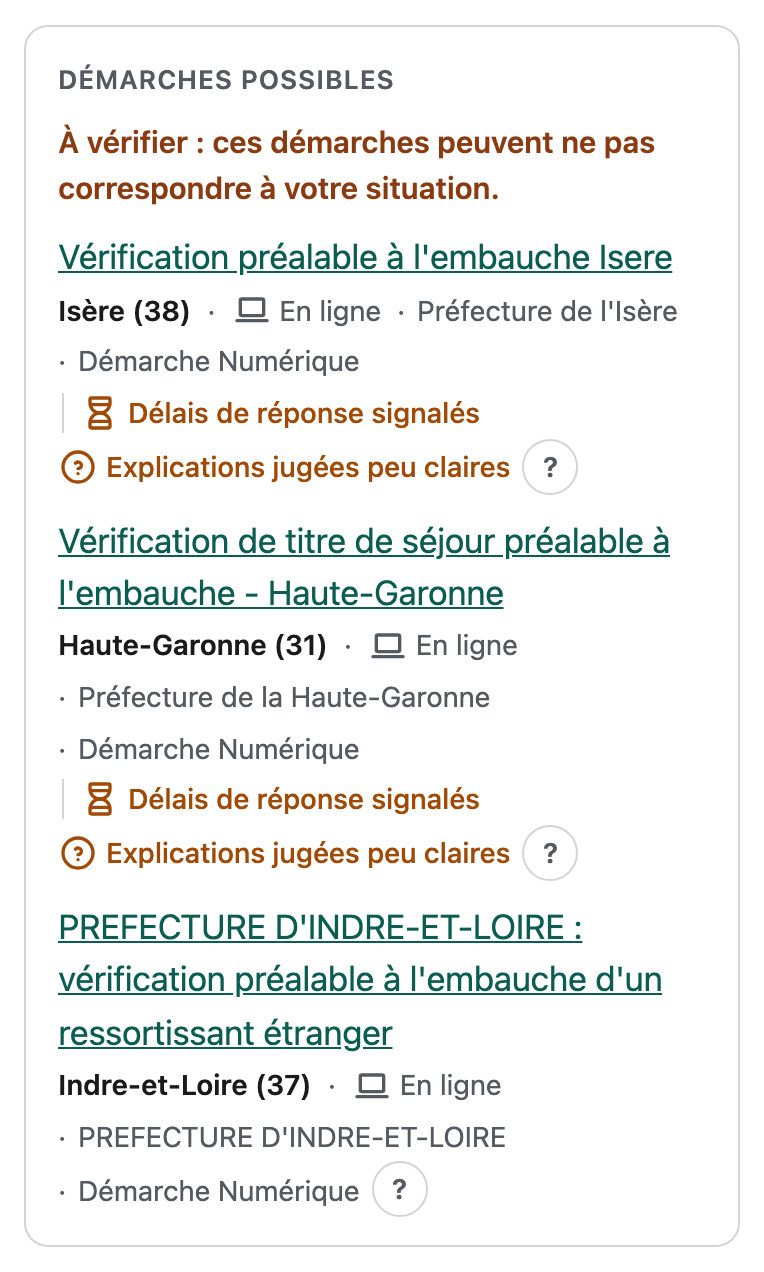 DÉMARCHES POSSIBLES
À vérifier : ces démarches peuvent ne pas
correspondre à votre situation.
Vérification préalable à l'embauche Isere
Isère (38) · En ligne · Préfecture de l'Isère
· Démarche Numérique
Délais de réponse signalés
? Explications jugées peu claires ?
Vérification de titre de séjour préalable à
l'embauche - Haute-Garonne
Haute-Garonne (31) · En ligne
· Préfecture de la Haute-Garonne
· Démarche Numérique
Délais de réponse signalés
? Explications jugées peu claires ?
PREFECTURE D'INDRE-ET-LOIRE :
vérification préalable à l'embauche d'un
ressortissant étranger
Indre-et-Loire (37) · En ligne
· PREFECTURE D'INDRE-ET-LOIRE
· Démarche Numérique ?